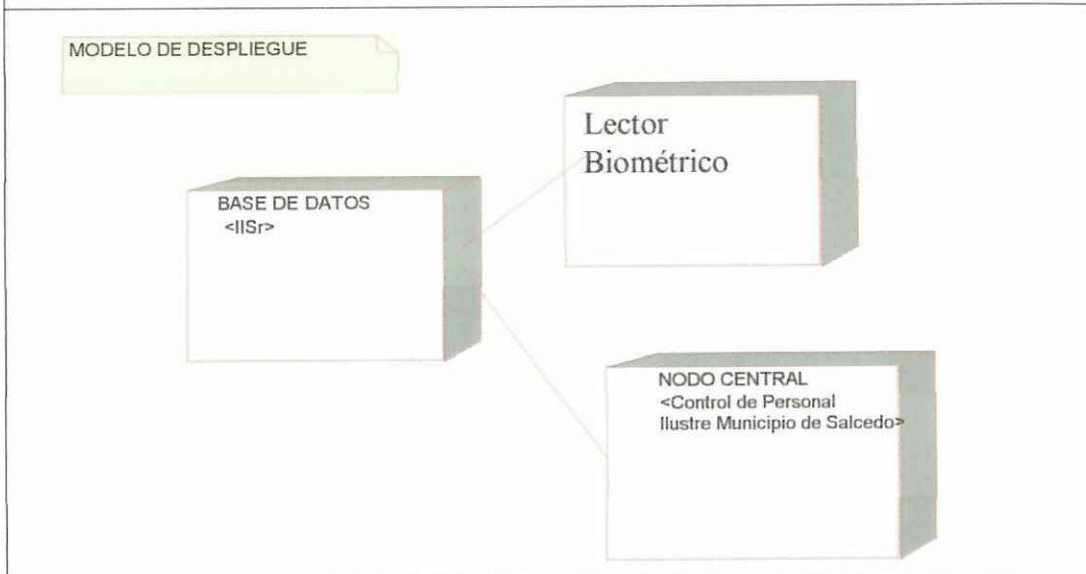 MODELO DE DESPLIEGUE
Lector
Biométrico
BASE DE DATOS
<IISr>
NODO CENTRAL
<Control de Personal
Ilustre Municipio de Salcedo>